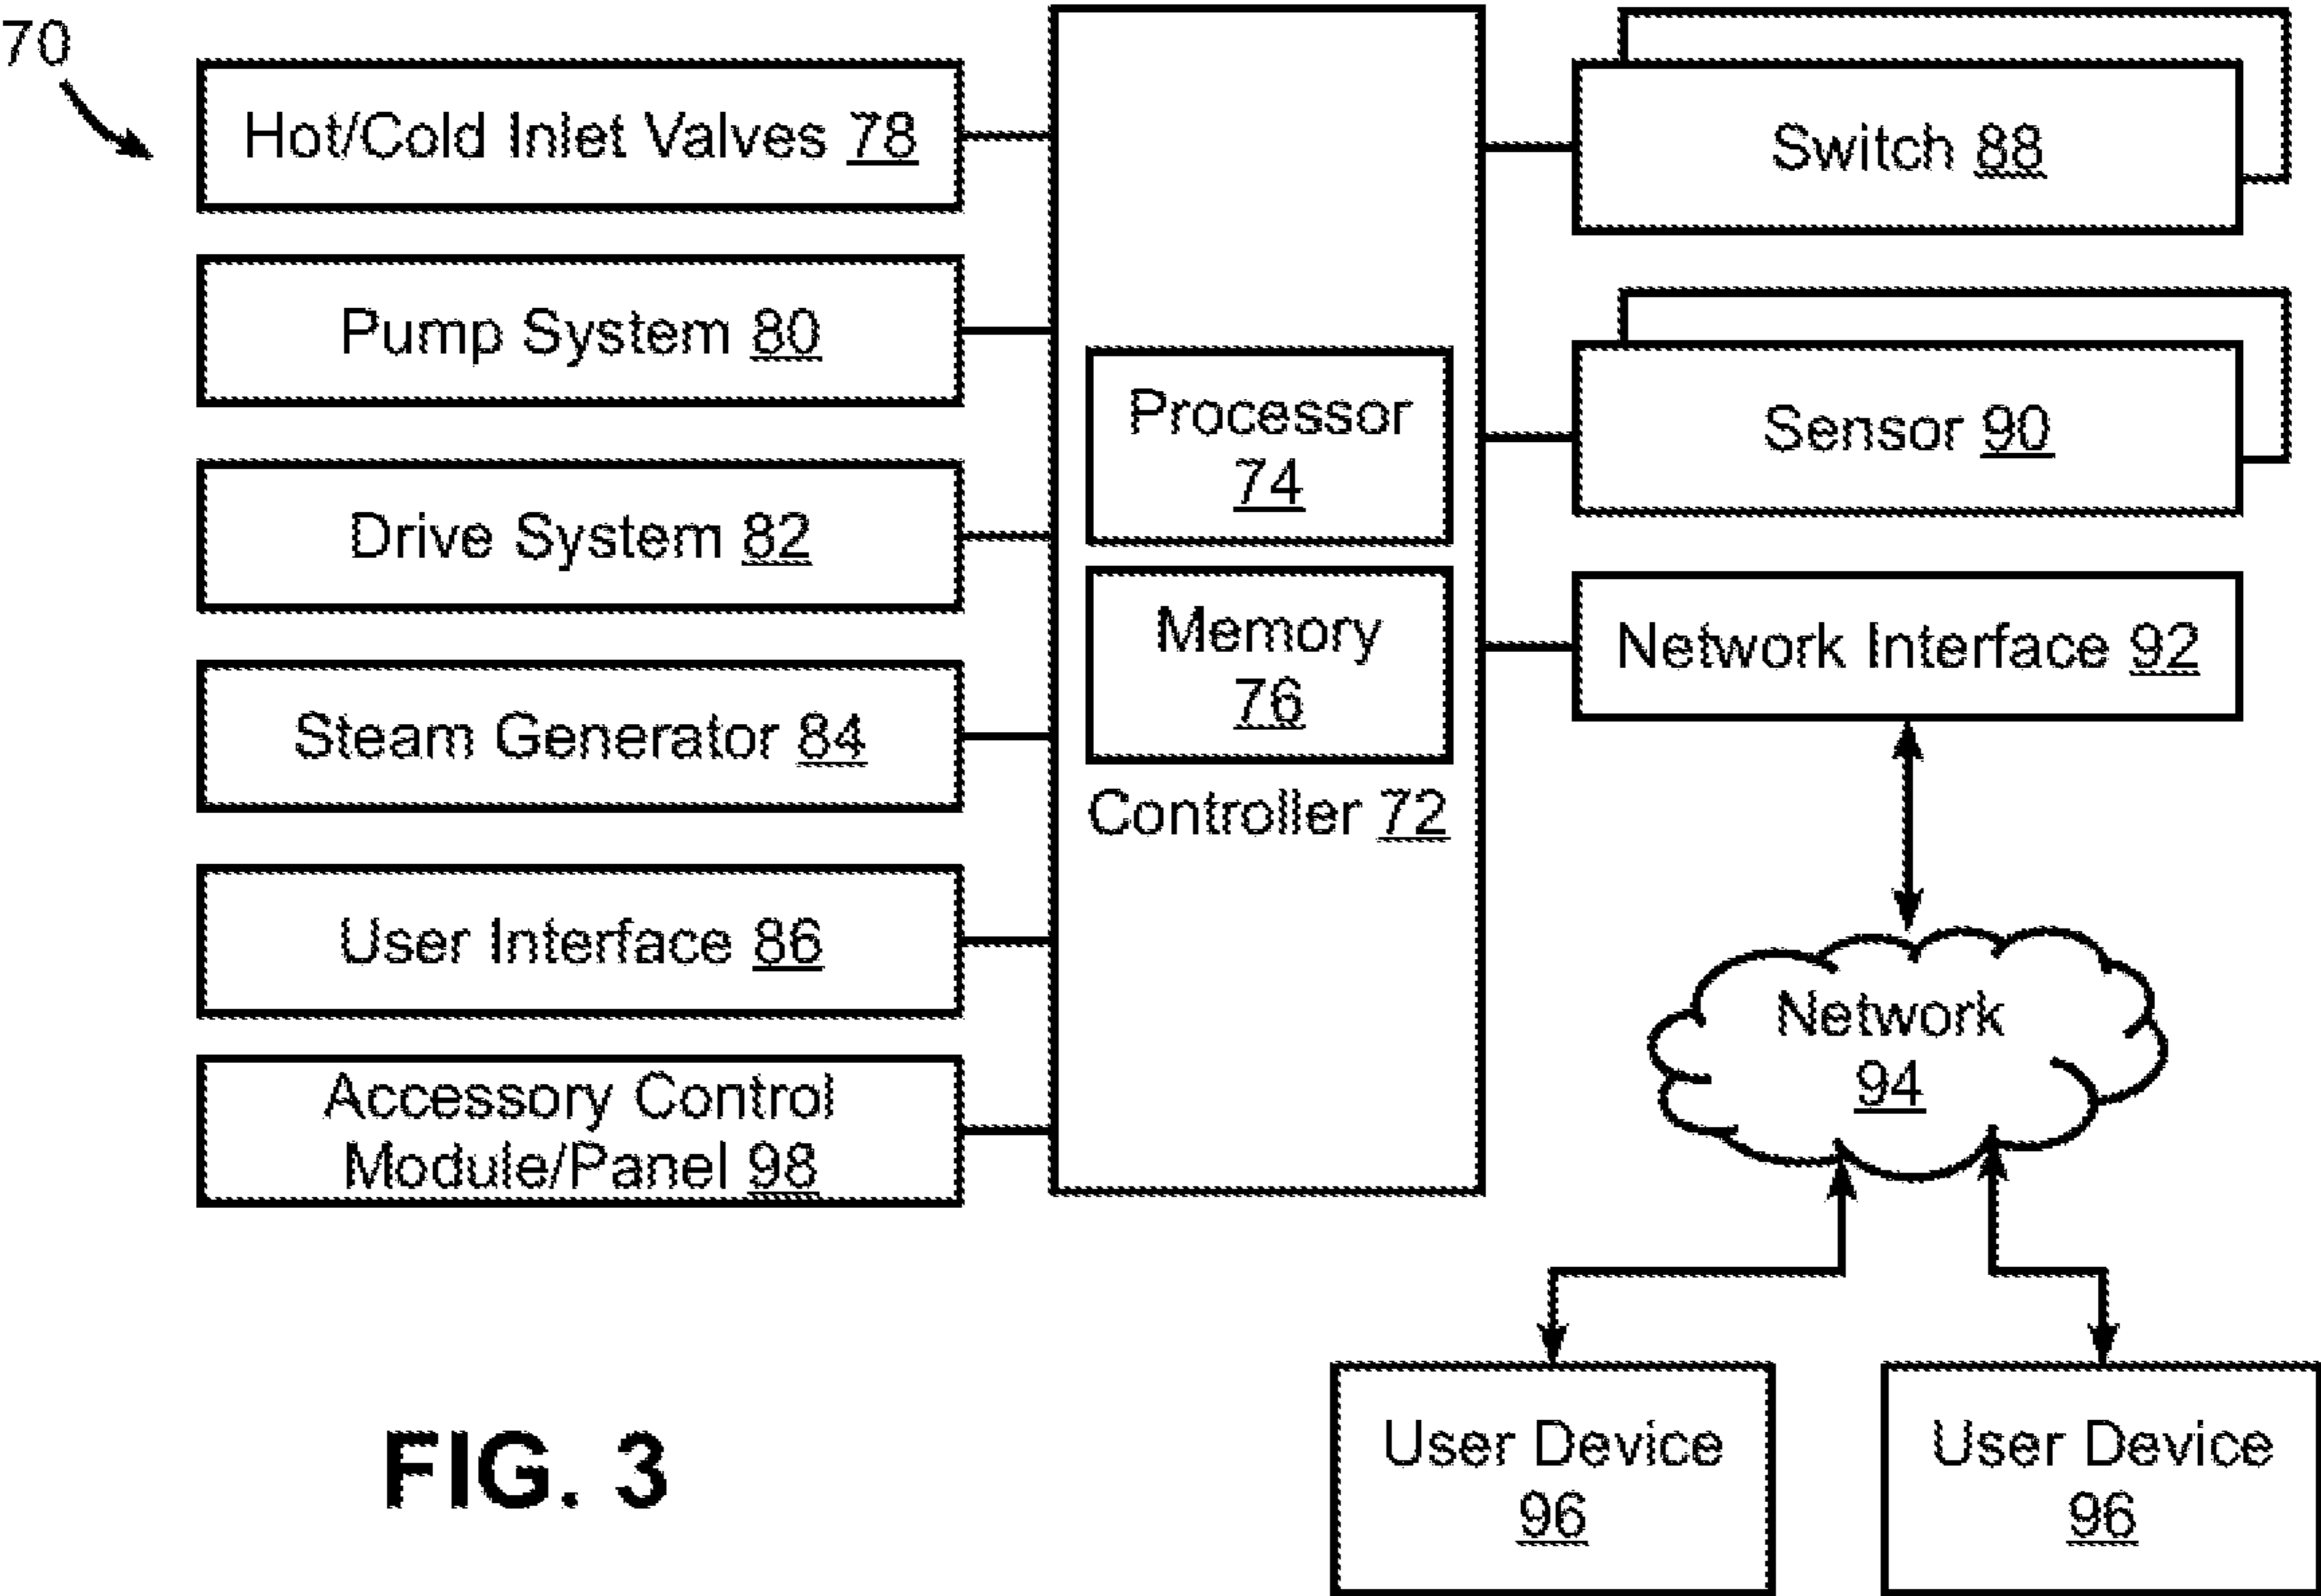 70
Hot/Cold Inlet Valves 78
Pump System 80
Drive System 82
Steam Generator 84
User Interface 86
Accessory Control
Module/Panel 98
Processor
74
Memory
76
Controller 72
Switch 88
Sensor 90
Network Interface 92
Network
94
User Device
96
User Device
96
FIG. 3